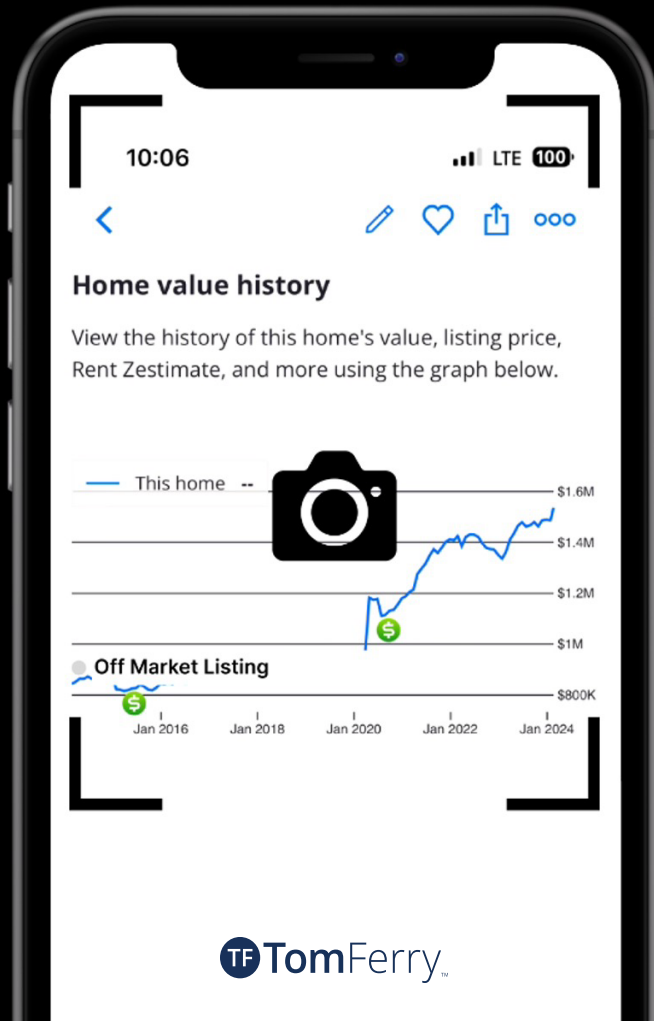 10:06 LTE 100
Home value history
View the history of this home's value, listing price,
Rent Zestimate, and more using the graph below.
This home --
$1.6M
$1.4M
$1.2M
$1M
Off Market Listing
$
$800K
$
Jan 2016 Jan 2018 Jan 2020 Jan 2022 Jan 2024
TF TomFerry™